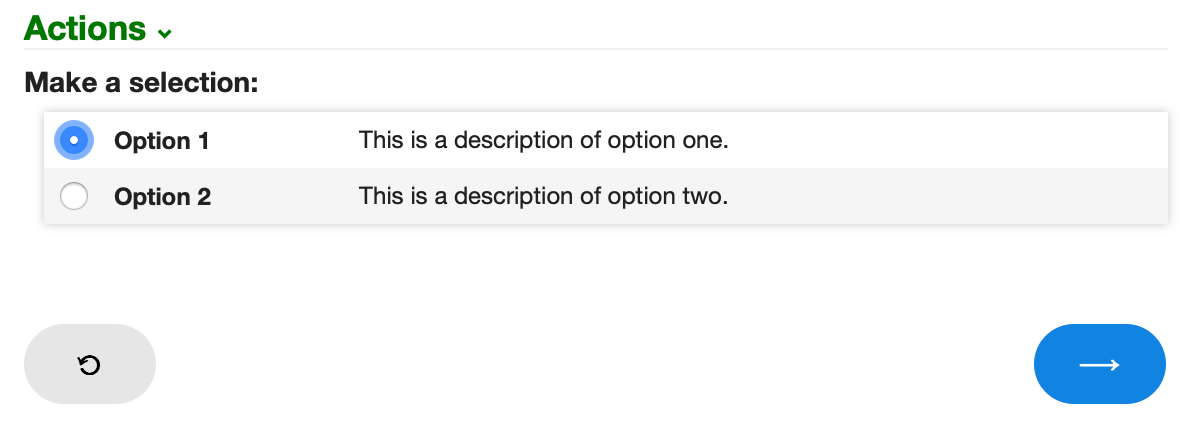 Actions
Make a selection:
Option 1 This is a description of option one.
Option 2 This is a description of option two.